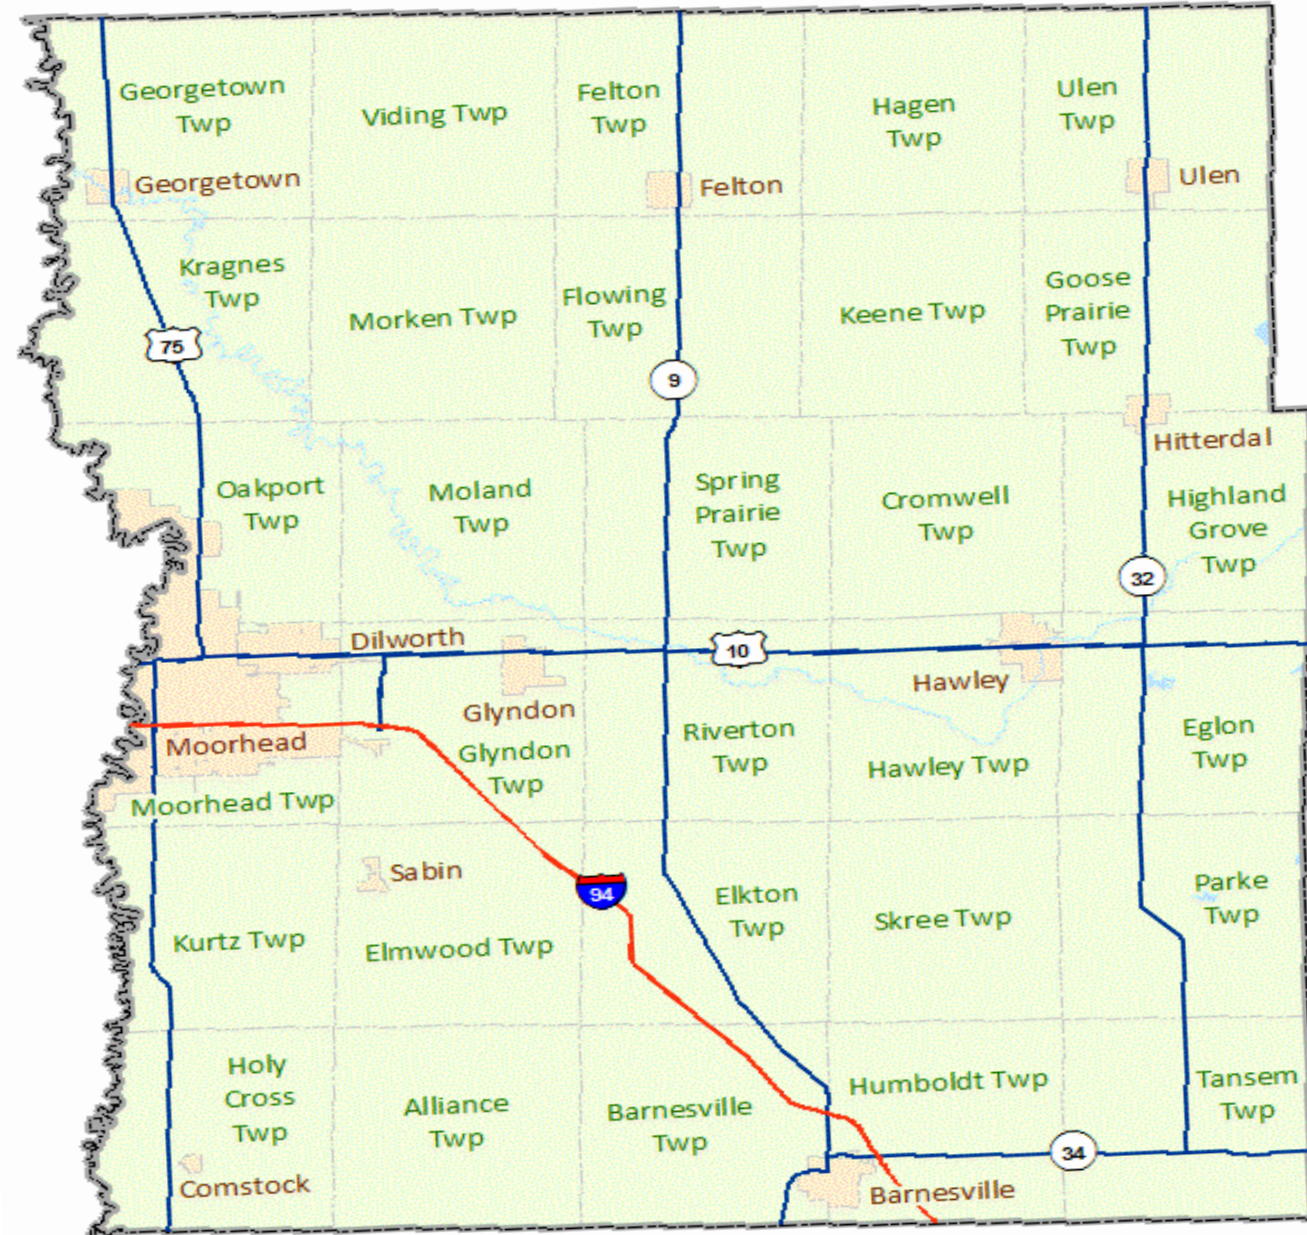 Georgetown
Twp
Viding Twp
Felton
Twp
Hagen
Twp
Ulen
Twp
Georgetown
Felton
Ulen
Kragnes
Twp
Morken Twp
Flowing
Twp
Keene Twp
Goose
Prairie
Twp
75
9
Hitterdal
Oakport
Twp
Moland
Twp
Spring
Prairie
Twp
Cromwell
Twp
Highland
Grove
Twp
32
Dilworth
10
Hawley
Glyndon
Moorhead
Glyndon
Twp
Riverton
Twp
Hawley Twp
Eglon
Twp
Moorhead Twp
Sabin
94
Elkton
Twp
Skree Twp
Parke
Twp
Kurtz Twp
Elmwood Twp
Holy
Cross
Twp
Alliance
Twp
Barnesville
Twp
Humboldt Twp
Tansem
Twp
34
Comstock
Barnesville